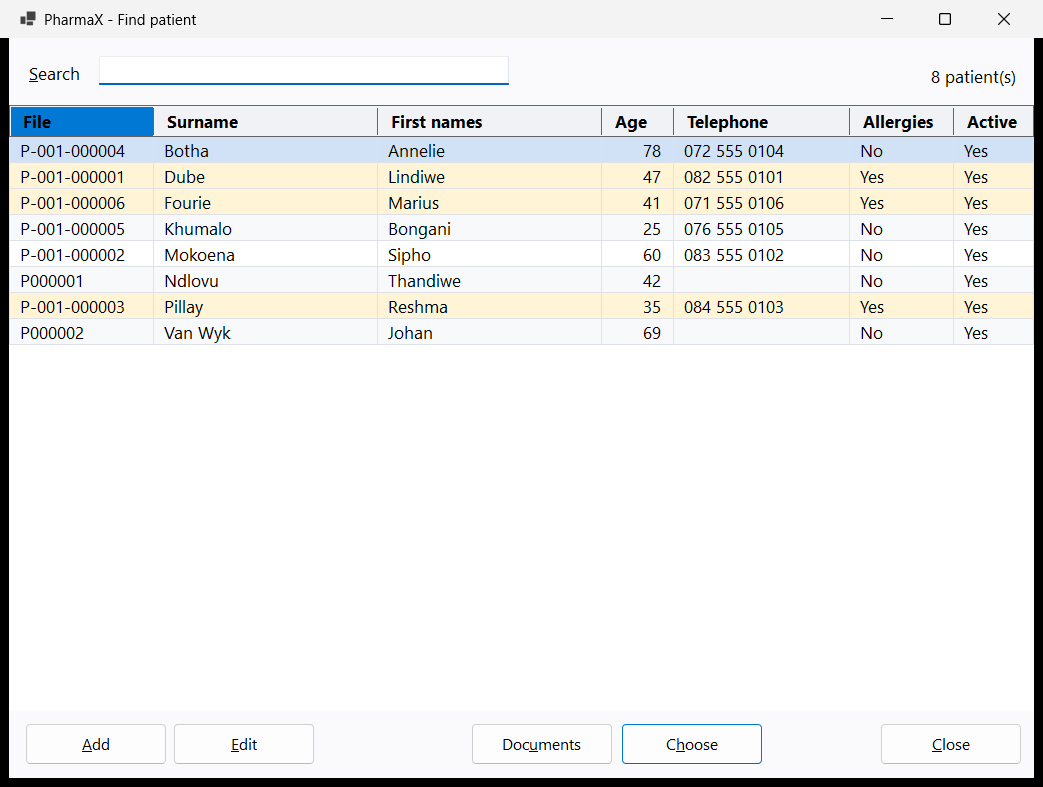 PharmaX - Find patient
Search
8 patient(s)
File Surname First names Age Telephone Allergies Active
P-001-000004 Botha Annelie 78 072 555 0104 No Yes
P-001-000001 Dube Lindiwe 47 082 555 0101 Yes Yes
P-001-000006 Fourie Marius 41 071 555 0106 Yes Yes
P-001-000005 Khumalo Bongani 25 076 555 0105 No Yes
P-001-000002 Mokoena Sipho 60 083 555 0102 No Yes
P000001 Ndlovu Thandiwe 42 No Yes
P-001-000003 Pillay Reshma 35 084 555 0103 Yes Yes
P000002 Van Wyk Johan 69 No Yes
Add Edit Documents Choose Close